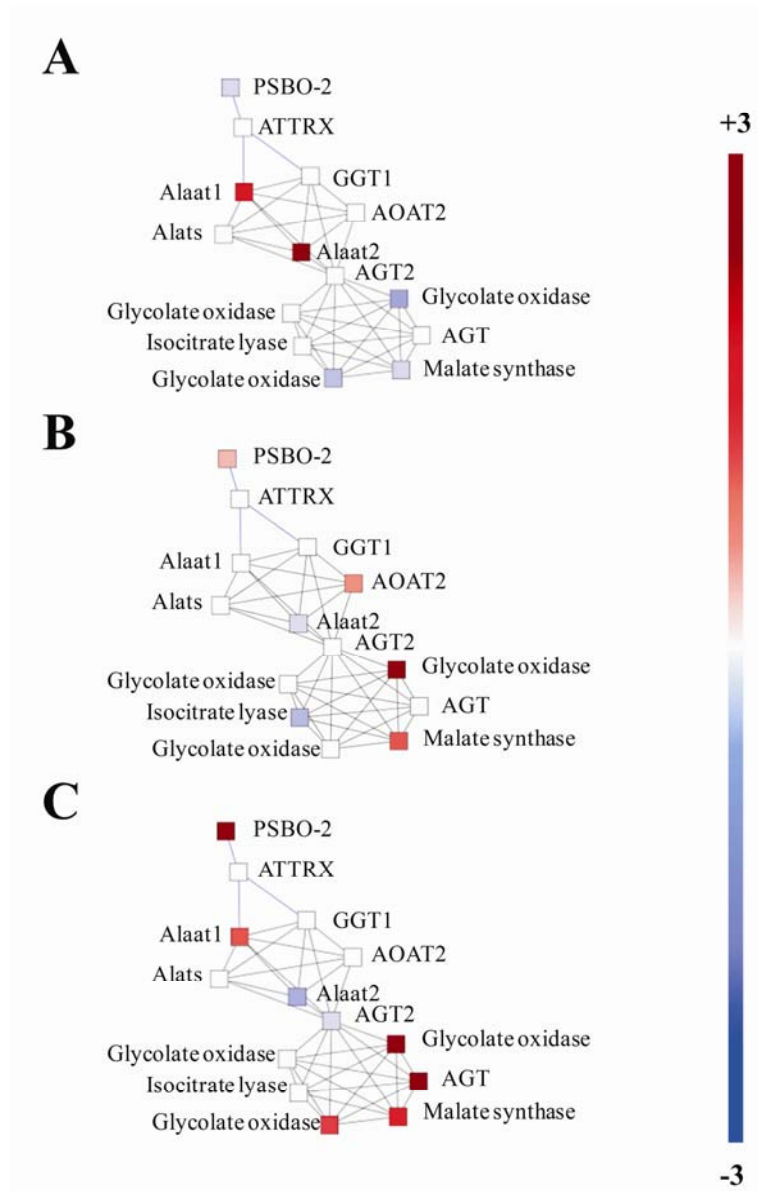 A
PSBO-2
+3
ATTRX
GGT1
Alaat1
AOAT2
Alats
Alaat2
AGT2
Glycolate oxidase
Glycolate oxidase
AGT
Isocitrate lyase
Malate synthase
Glycolate oxidase
B
PSBO-2
ATTRX
GGT1
Alaat1
AOAT2
Alats
Alaat2
AGT2
Glycolate oxidase
Glycolate oxidase
AGT
Isocitrate lyase
Malate synthase
Glycolate oxidase
C
PSBO-2
ATTRX
GGT1
Alaat1
AOAT2
Alats
Alaat2
AGT2
Glycolate oxidase
Glycolate oxidase
AGT
Isocitrate lyase
Malate synthase
Glycolate oxidase
-3